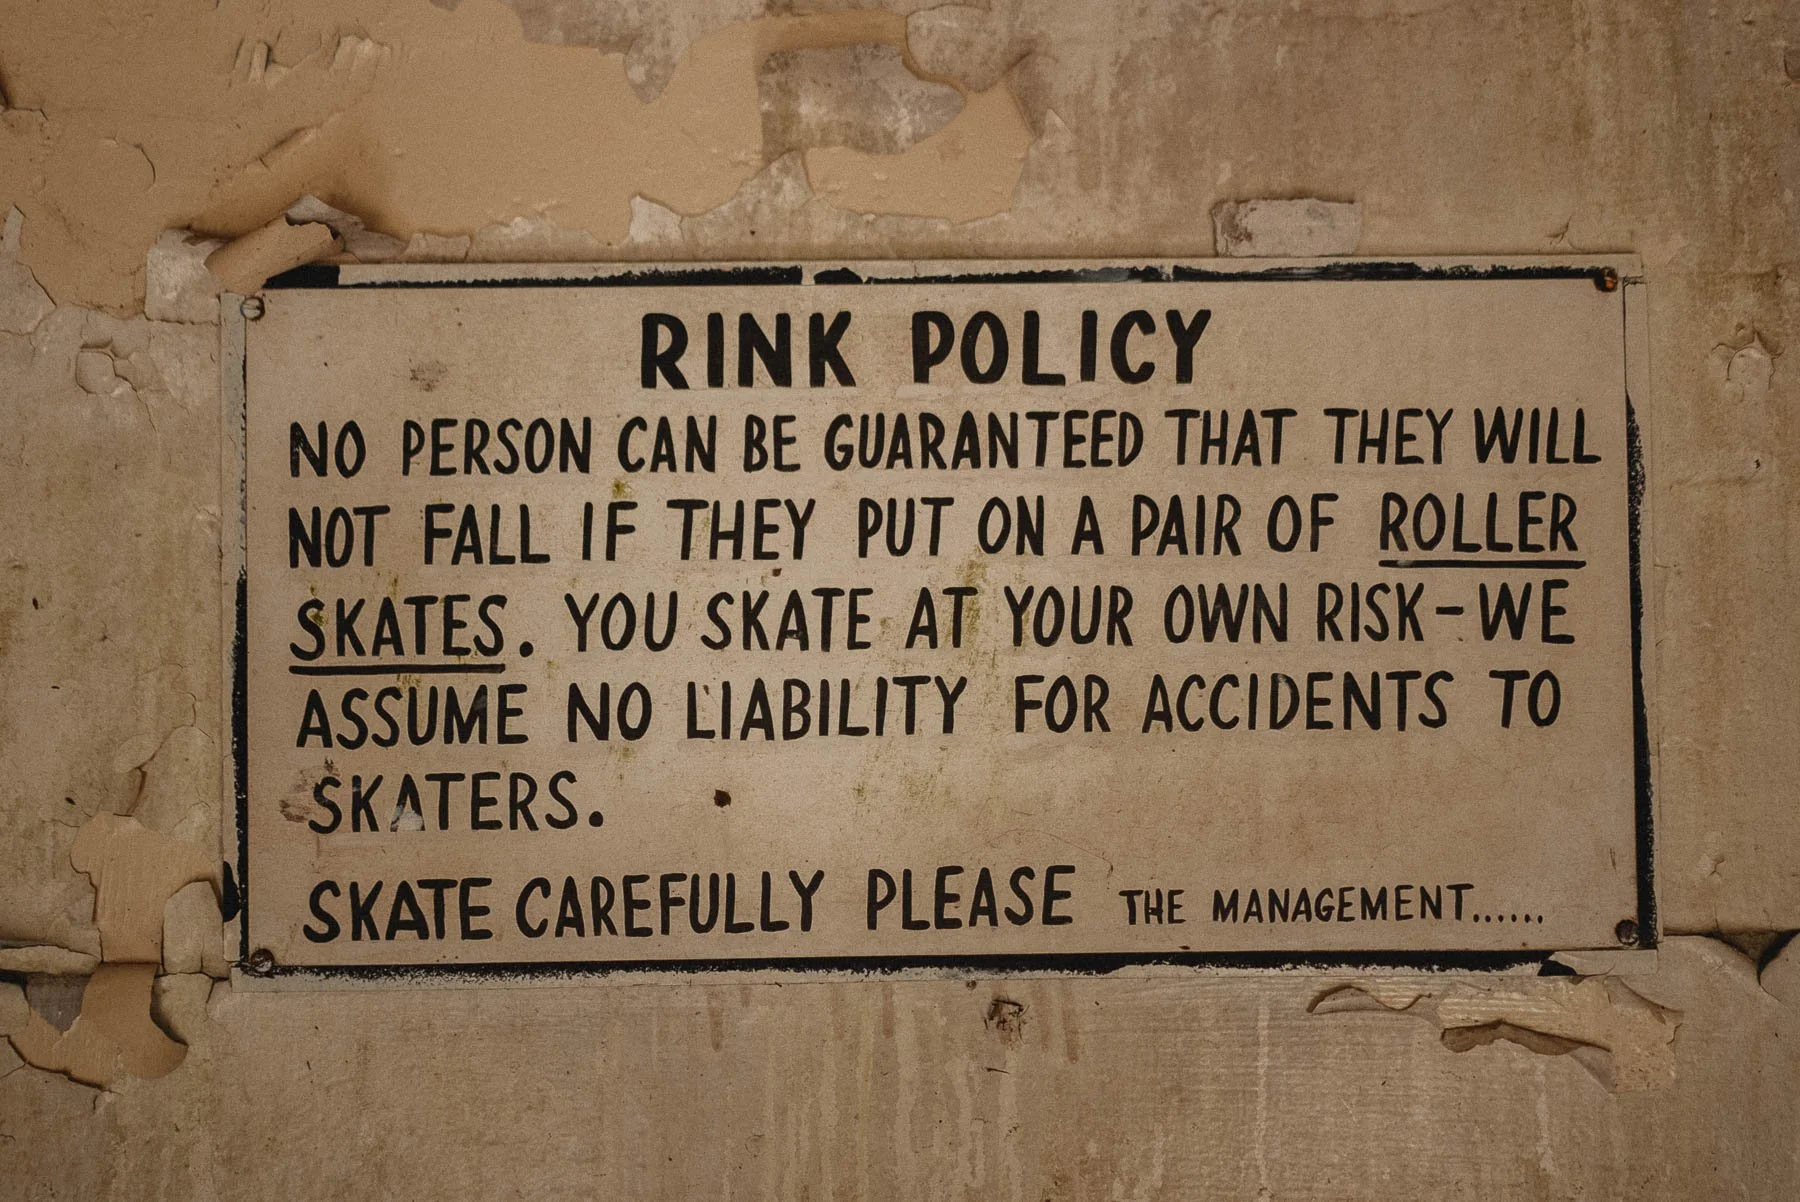 RINK POLICY
NO PERSON CAN BE GUARANTEED THAT THEY WILL
NOT FALL IF THEY PUT ON A PAIR OF ROLLER
SKATES. YOU SKATE AT YOUR OWN RISK-WE
ASSUME NO LIABILITY FOR ACCIDENTS TO
SKATERS.
SKATE CAREFULLY PLEASE THE MANAGEMENT......